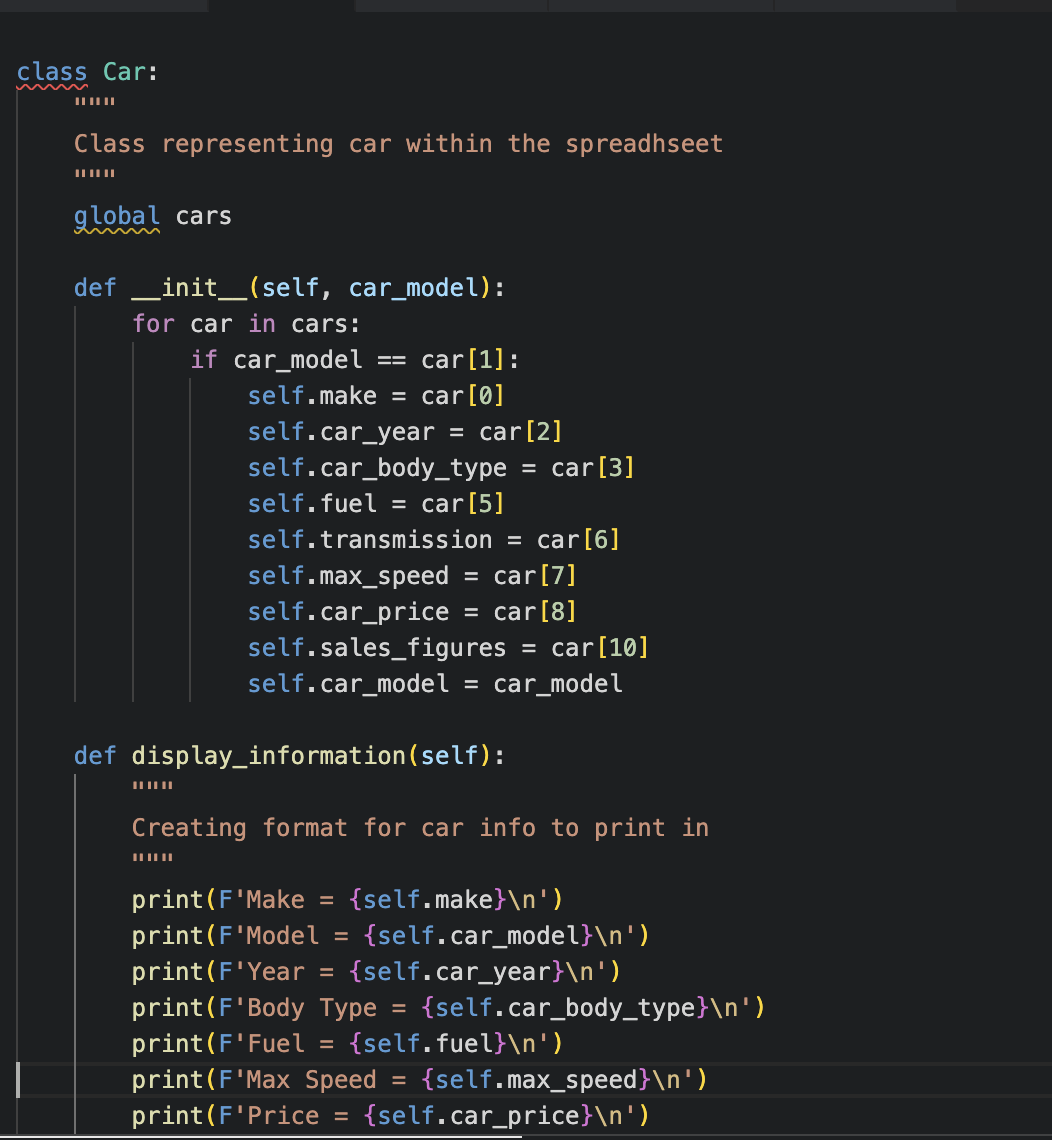 class Car:
    """
    Class representing car within the spreadhseet
    """
    global cars

    def __init__(self, car_model):
        for car in cars:
            if car_model == car[1]:
                self.make = car[0]
                self.car_year = car[2]
                self.car_body_type = car[3]
                self.fuel = car[5]
                self.transmission = car[6]
                self.max_speed = car[7]
                self.car_price = car[8]
                self.sales_figures = car[10]
                self.car_model = car_model

    def display_information(self):
        """
        Creating format for car info to print in
        """
        print(F'Make = {self.make}\n')
        print(F'Model = {self.car_model}\n')
        print(F'Year = {self.car_year}\n')
        print(F'Body Type = {self.car_body_type}\n')
        print(F'Fuel = {self.fuel}\n')
        print(F'Max Speed = {self.max_speed}\n')
        print(F'Price = {self.car_price}\n')